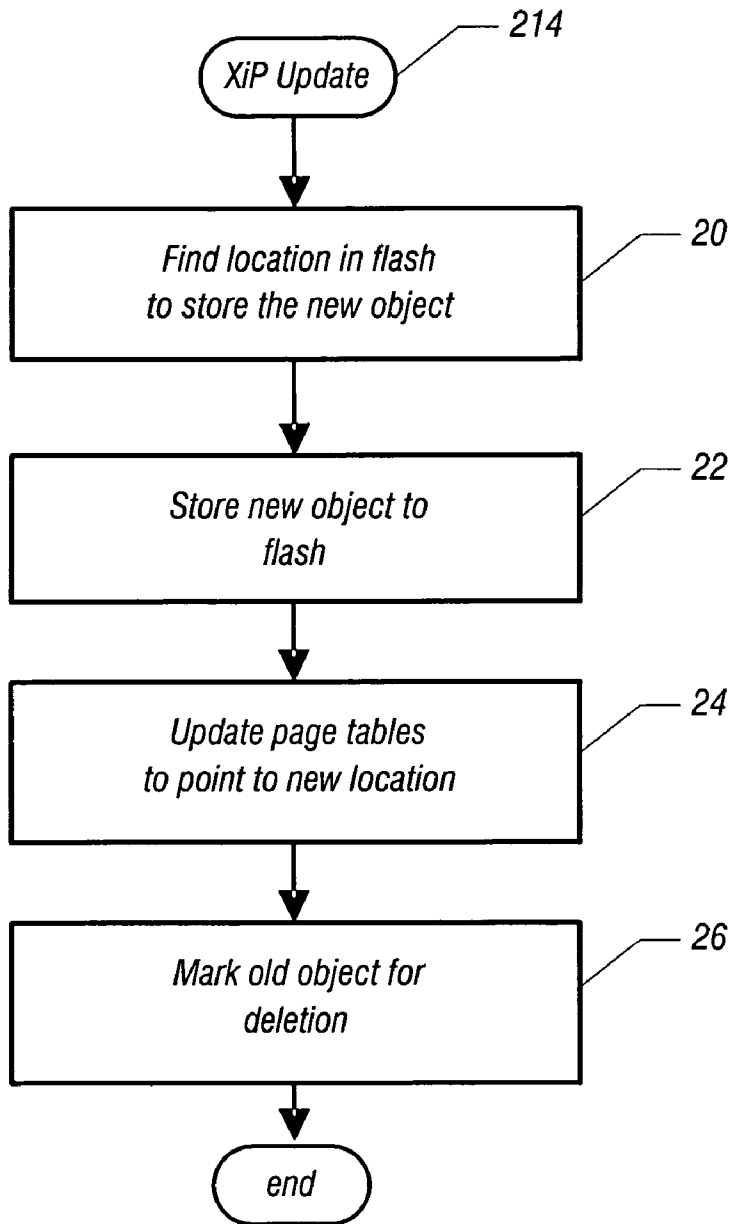 214
XiP Update
20
Find location in flash
to store the new object
22
Store new object to
flash
24
Update page tables
to point to new location
26
Mark old object for
deletion
end